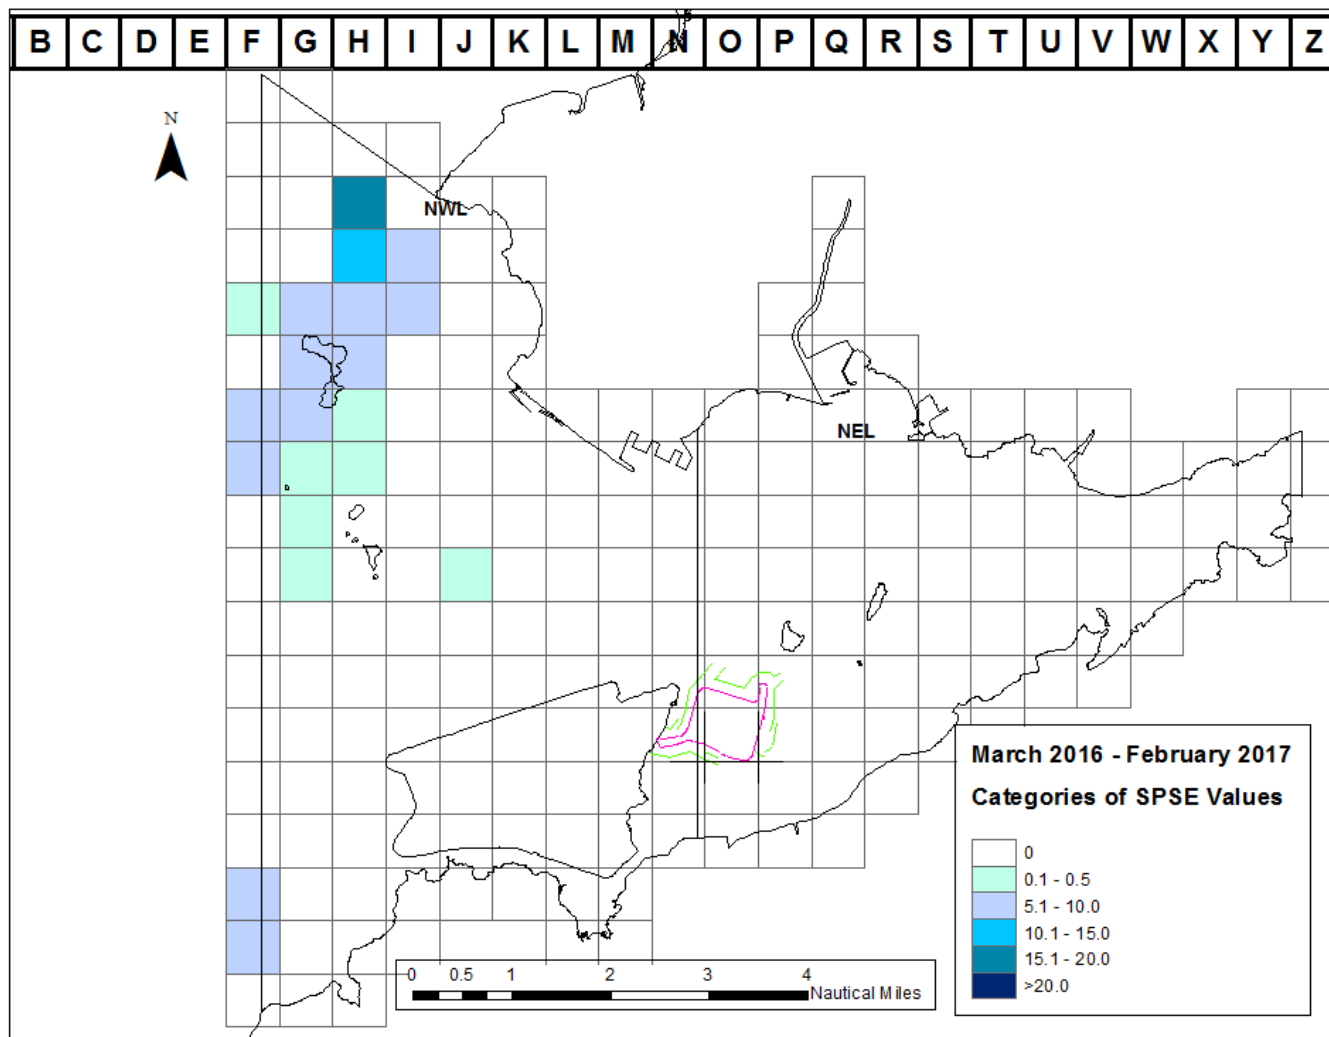 B C D E F G H I J K L M N O P Q R S T U V W X Y Z
N
NWL
NEL
March 2016 - February 2017
Categories of SPSE Values
0
0.1 - 0.5
5.1 - 10.0
10.1 - 15.0
15.1 - 20.0
>20.0
0 0.5 1 2 3 4
Nautical Miles